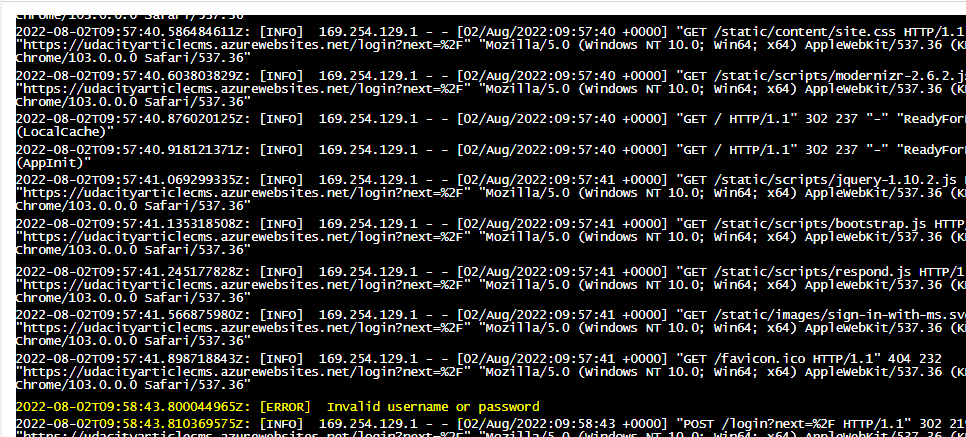 Chrome/103.0.0.0 Safari/537.36"
2022-08-02T09:57:40.586484611Z: [INFO]  169.254.129.1 - - [02/Aug/2022:09:57:40 +0000] "GET /static/content/site.css HTTP/1.1
"https://udacityarticlecms.azurewebsites.net/login?next=%2F" "Mozilla/5.0 (Windows NT 10.0; Win64; x64) AppleWebKit/537.36 (K
Chrome/103.0.0.0 Safari/537.36"
2022-08-02T09:57:40.603803829Z: [INFO]  169.254.129.1 - - [02/Aug/2022:09:57:40 +0000] "GET /static/scripts/modernizr-2.6.2.j
"https://udacityarticlecms.azurewebsites.net/login?next=%2F" "Mozilla/5.0 (Windows NT 10.0; Win64; x64) AppleWebKit/537.36 (K
Chrome/103.0.0.0 Safari/537.36"
2022-08-02T09:57:40.876020125Z: [INFO]  169.254.129.1 - - [02/Aug/2022:09:57:40 +0000] "GET / HTTP/1.1" 302 237 "-" "ReadyFor
(LocalCache)"
2022-08-02T09:57:40.918121371Z: [INFO]  169.254.129.1 - - [02/Aug/2022:09:57:40 +0000] "GET / HTTP/1.1" 302 237 "-" "ReadyFor
(AppInit)"
2022-08-02T09:57:41.069299335Z: [INFO]  169.254.129.1 - - [02/Aug/2022:09:57:41 +0000] "GET /static/scripts/jquery-1.10.2.js
"https://udacityarticlecms.azurewebsites.net/login?next=%2F" "Mozilla/5.0 (Windows NT 10.0; Win64; x64) AppleWebKit/537.36 (K
Chrome/103.0.0.0 Safari/537.36"
2022-08-02T09:57:41.135318508Z: [INFO]  169.254.129.1 - - [02/Aug/2022:09:57:41 +0000] "GET /static/scripts/bootstrap.js HTTP
"https://udacityarticlecms.azurewebsites.net/login?next=%2F" "Mozilla/5.0 (Windows NT 10.0; Win64; x64) AppleWebKit/537.36 (K
Chrome/103.0.0.0 Safari/537.36"
2022-08-02T09:57:41.245177828Z: [INFO]  169.254.129.1 - - [02/Aug/2022:09:57:41 +0000] "GET /static/scripts/respond.js HTTP/1
"https://udacityarticlecms.azurewebsites.net/login?next=%2F" "Mozilla/5.0 (Windows NT 10.0; Win64; x64) AppleWebKit/537.36 (K
Chrome/103.0.0.0 Safari/537.36"
2022-08-02T09:57:41.566875980Z: [INFO]  169.254.129.1 - - [02/Aug/2022:09:57:41 +0000] "GET /static/images/sign-in-with-ms.sv
"https://udacityarticlecms.azurewebsites.net/login?next=%2F" "Mozilla/5.0 (Windows NT 10.0; Win64; x64) AppleWebKit/537.36 (K
Chrome/103.0.0.0 Safari/537.36"
2022-08-02T09:57:41.898718843Z: [INFO]  169.254.129.1 - - [02/Aug/2022:09:57:41 +0000] "GET /favicon.ico HTTP/1.1" 404 232
"https://udacityarticlecms.azurewebsites.net/login?next=%2F" "Mozilla/5.0 (Windows NT 10.0; Win64; x64) AppleWebKit/537.36 (K
Chrome/103.0.0.0 Safari/537.36"
2022-08-02T09:58:43.800044965Z: [ERROR]  Invalid username or password
2022-08-02T09:58:43.810369575Z: [INFO]  169.254.129.1 - - [02/Aug/2022:09:58:43 +0000] "POST /login?next=%2F HTTP/1.1" 302 21